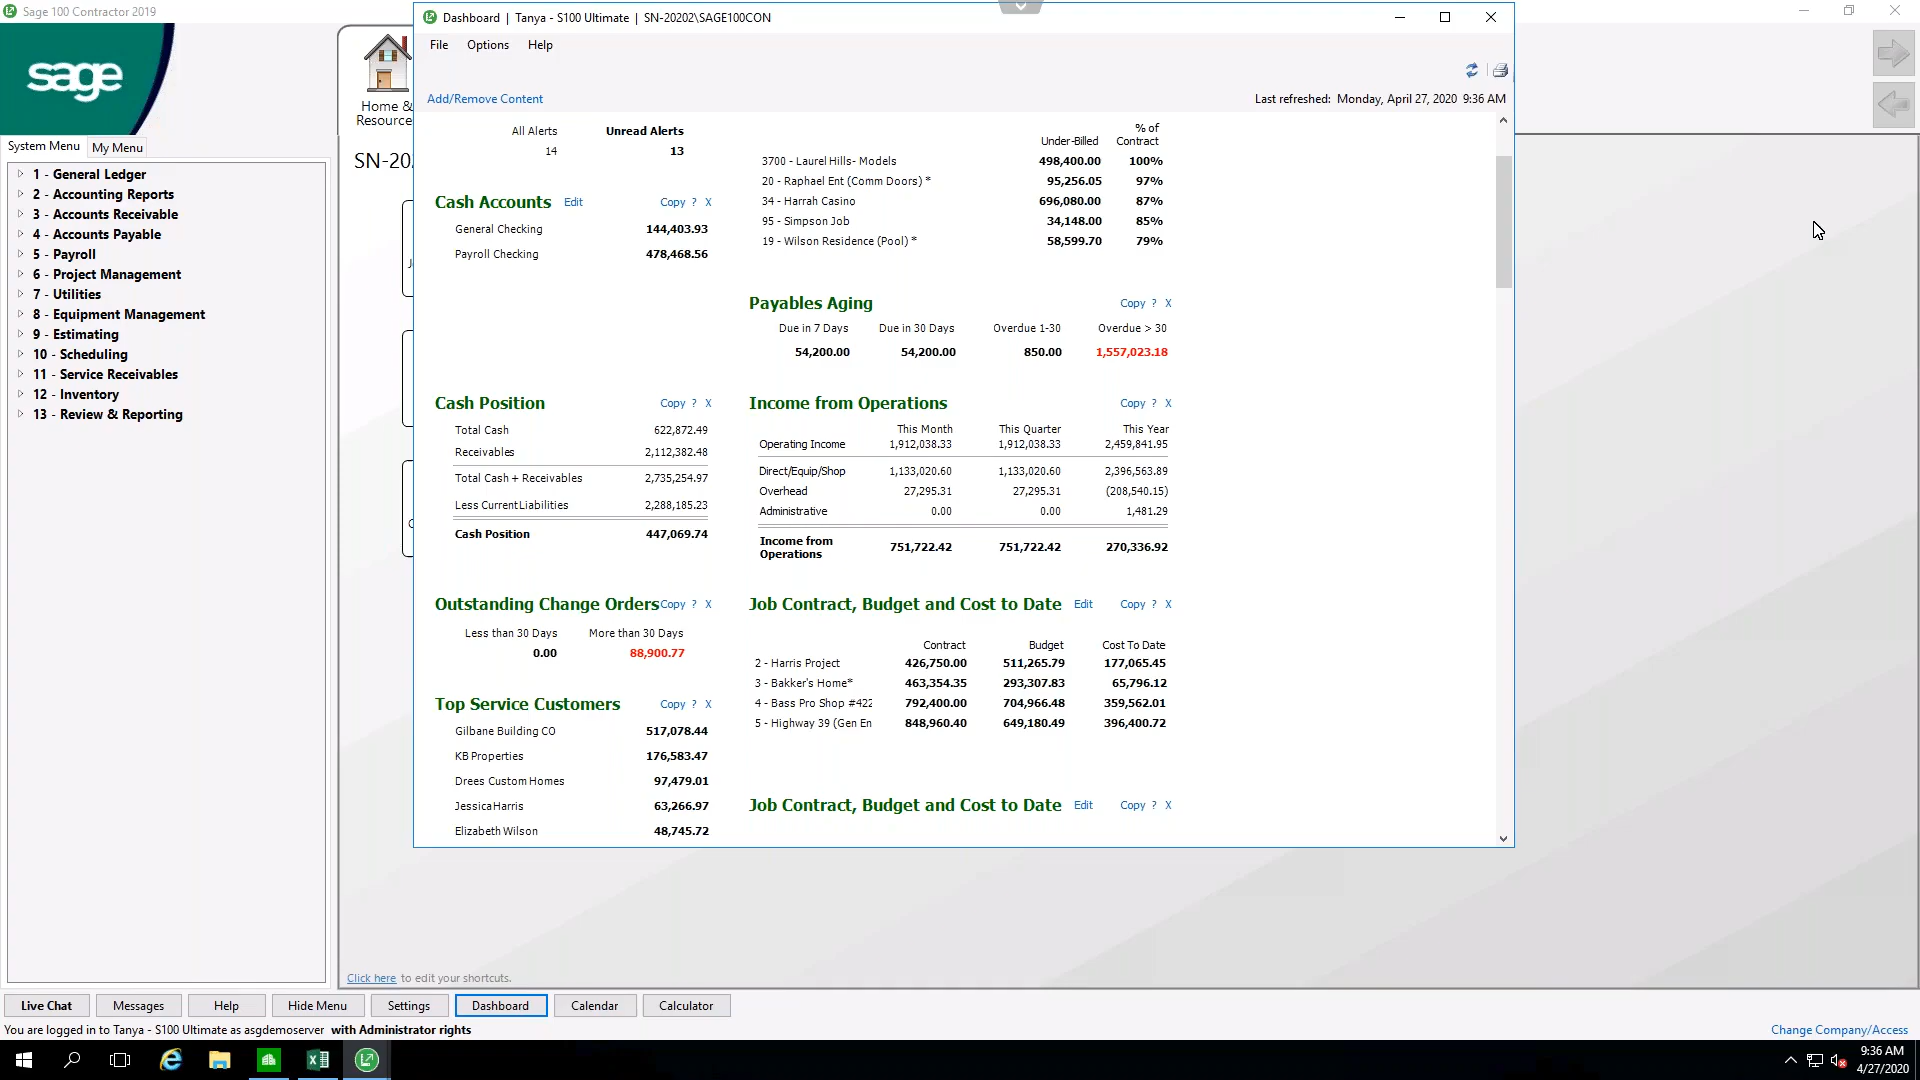 Sage 100 Contractor 2019
sage
System Menu My Menu
1 - General Ledger
2 - Accounting Reports
3 - Accounts Receivable
4 - Accounts Payable
5 - Payroll
6 - Project Management
7 - Utilities
8 - Equipment Management
9 - Estimating
10 - Scheduling
11 - Service Receivables
12 - Inventory
13 - Review & Reporting
Home &
Resource
SN-20
Dashboard | Tanya - S100 Ultimate | SN-20202\SAGE100CON
File Options Help
Add/Remove Content
Last refreshed: Monday, April 27, 2020 9:36 AM
All Alerts Unread Alerts
14 13
Cash Accounts Edit Copy ? X
General Checking 144,403.93
Payroll Checking 478,468.56
Under-Billed % of Contract
3700 - Laurel Hills- Models 498,400.00 100%
20 - Raphael Ent (Comm Doors) * 95,256.05 97%
34 - Harrah Casino 696,080.00 87%
95 - Simpson Job 34,148.00 85%
19 - Wilson Residence (Pool) * 58,599.70 79%
Payables Aging Copy ? X
Due in 7 Days Due in 30 Days Overdue 1-30 Overdue > 30
54,200.00 54,200.00 850.00 1,557,023.18
Cash Position Copy ? X
Total Cash 622,872.49
Receivables 2,112,382.48
Total Cash + Receivables 2,735,254.97
Less CurrentLiabilities 2,288,185.23
Cash Position 447,069.74
Income from Operations Copy ? X
This Month This Quarter This Year
Operating Income 1,912,038.33 1,912,038.33 2,459,841.95
Direct/Equip/Shop 1,133,020.60 1,133,020.60 2,396,563.89
Overhead 27,295.31 27,295.31 (208,540.15)
Administrative 0.00 0.00 1,481.29
Income from
Operations 751,722.42 751,722.42 270,336.92
Outstanding Change Orders Copy ? X
Less than 30 Days More than 30 Days
0.00 88,900.77
Job Contract, Budget and Cost to Date Edit Copy ? X
Contract Budget Cost To Date
2 - Harris Project 426,750.00 511,265.79 177,065.45
3 - Bakker's Home* 463,354.35 293,307.83 65,796.12
4 - Bass Pro Shop #422 792,400.00 704,966.48 359,562.01
5 - Highway 39 (Gen En 848,960.40 649,180.49 396,400.72
Top Service Customers Copy ? X
Gilbane Building CO 517,078.44
KB Properties 176,583.47
Drees Custom Homes 97,479.01
Jessica Harris 63,266.97
Elizabeth Wilson 48,745.72
Job Contract, Budget and Cost to Date Edit Copy ? X
Click here to edit your shortcuts.
Live Chat Messages Help Hide Menu Settings Dashboard Calendar Calculator
You are logged in to Tanya - S100 Ultimate as asgdemoserver with Administrator rights
Change Company/Access
9:36 AM
4/27/2020